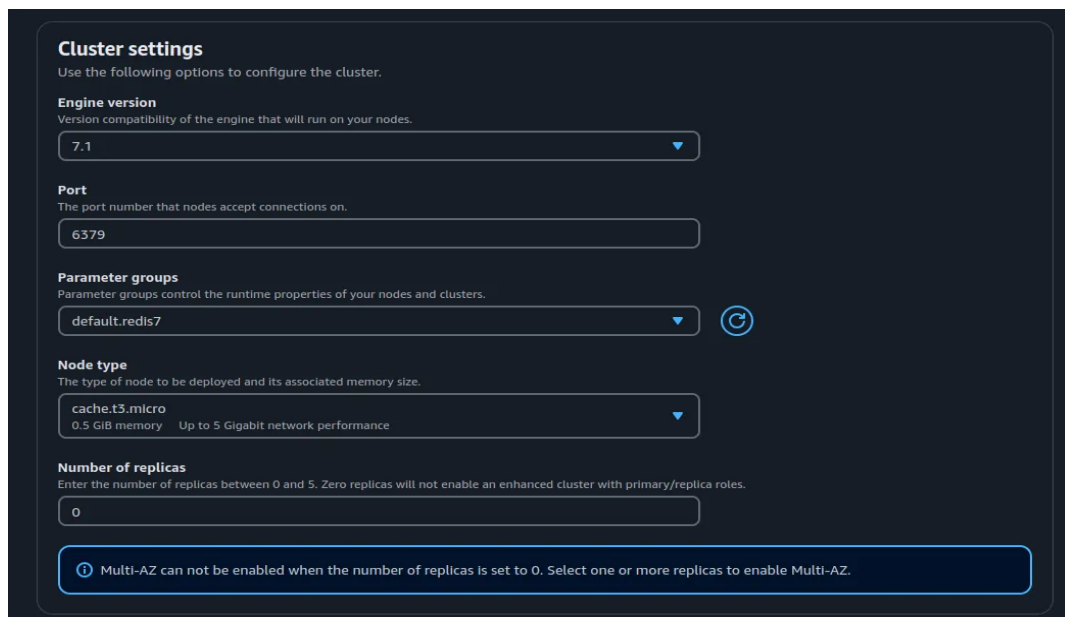 Cluster settings
Use the following options to configure the cluster.
Engine version
Version compatibility of the engine that will run on your nodes.
7.1
Port
The port number that nodes accept connections on.
6379
Parameter groups
Parameter groups control the runtime properties of your nodes and clusters.
default.redis7
Node type
The type of node to be deployed and its associated memory size.
cache.t3.micro
0.5 GiB memory Up to 5 Gigabit network performance
Number of replicas
Enter the number of replicas between 0 and 5. Zero replicas will not enable an enhanced cluster with primary/replica roles.
0
Multi-AZ can not be enabled when the number of replicas is set to 0. Select one or more replicas to enable Multi-AZ.